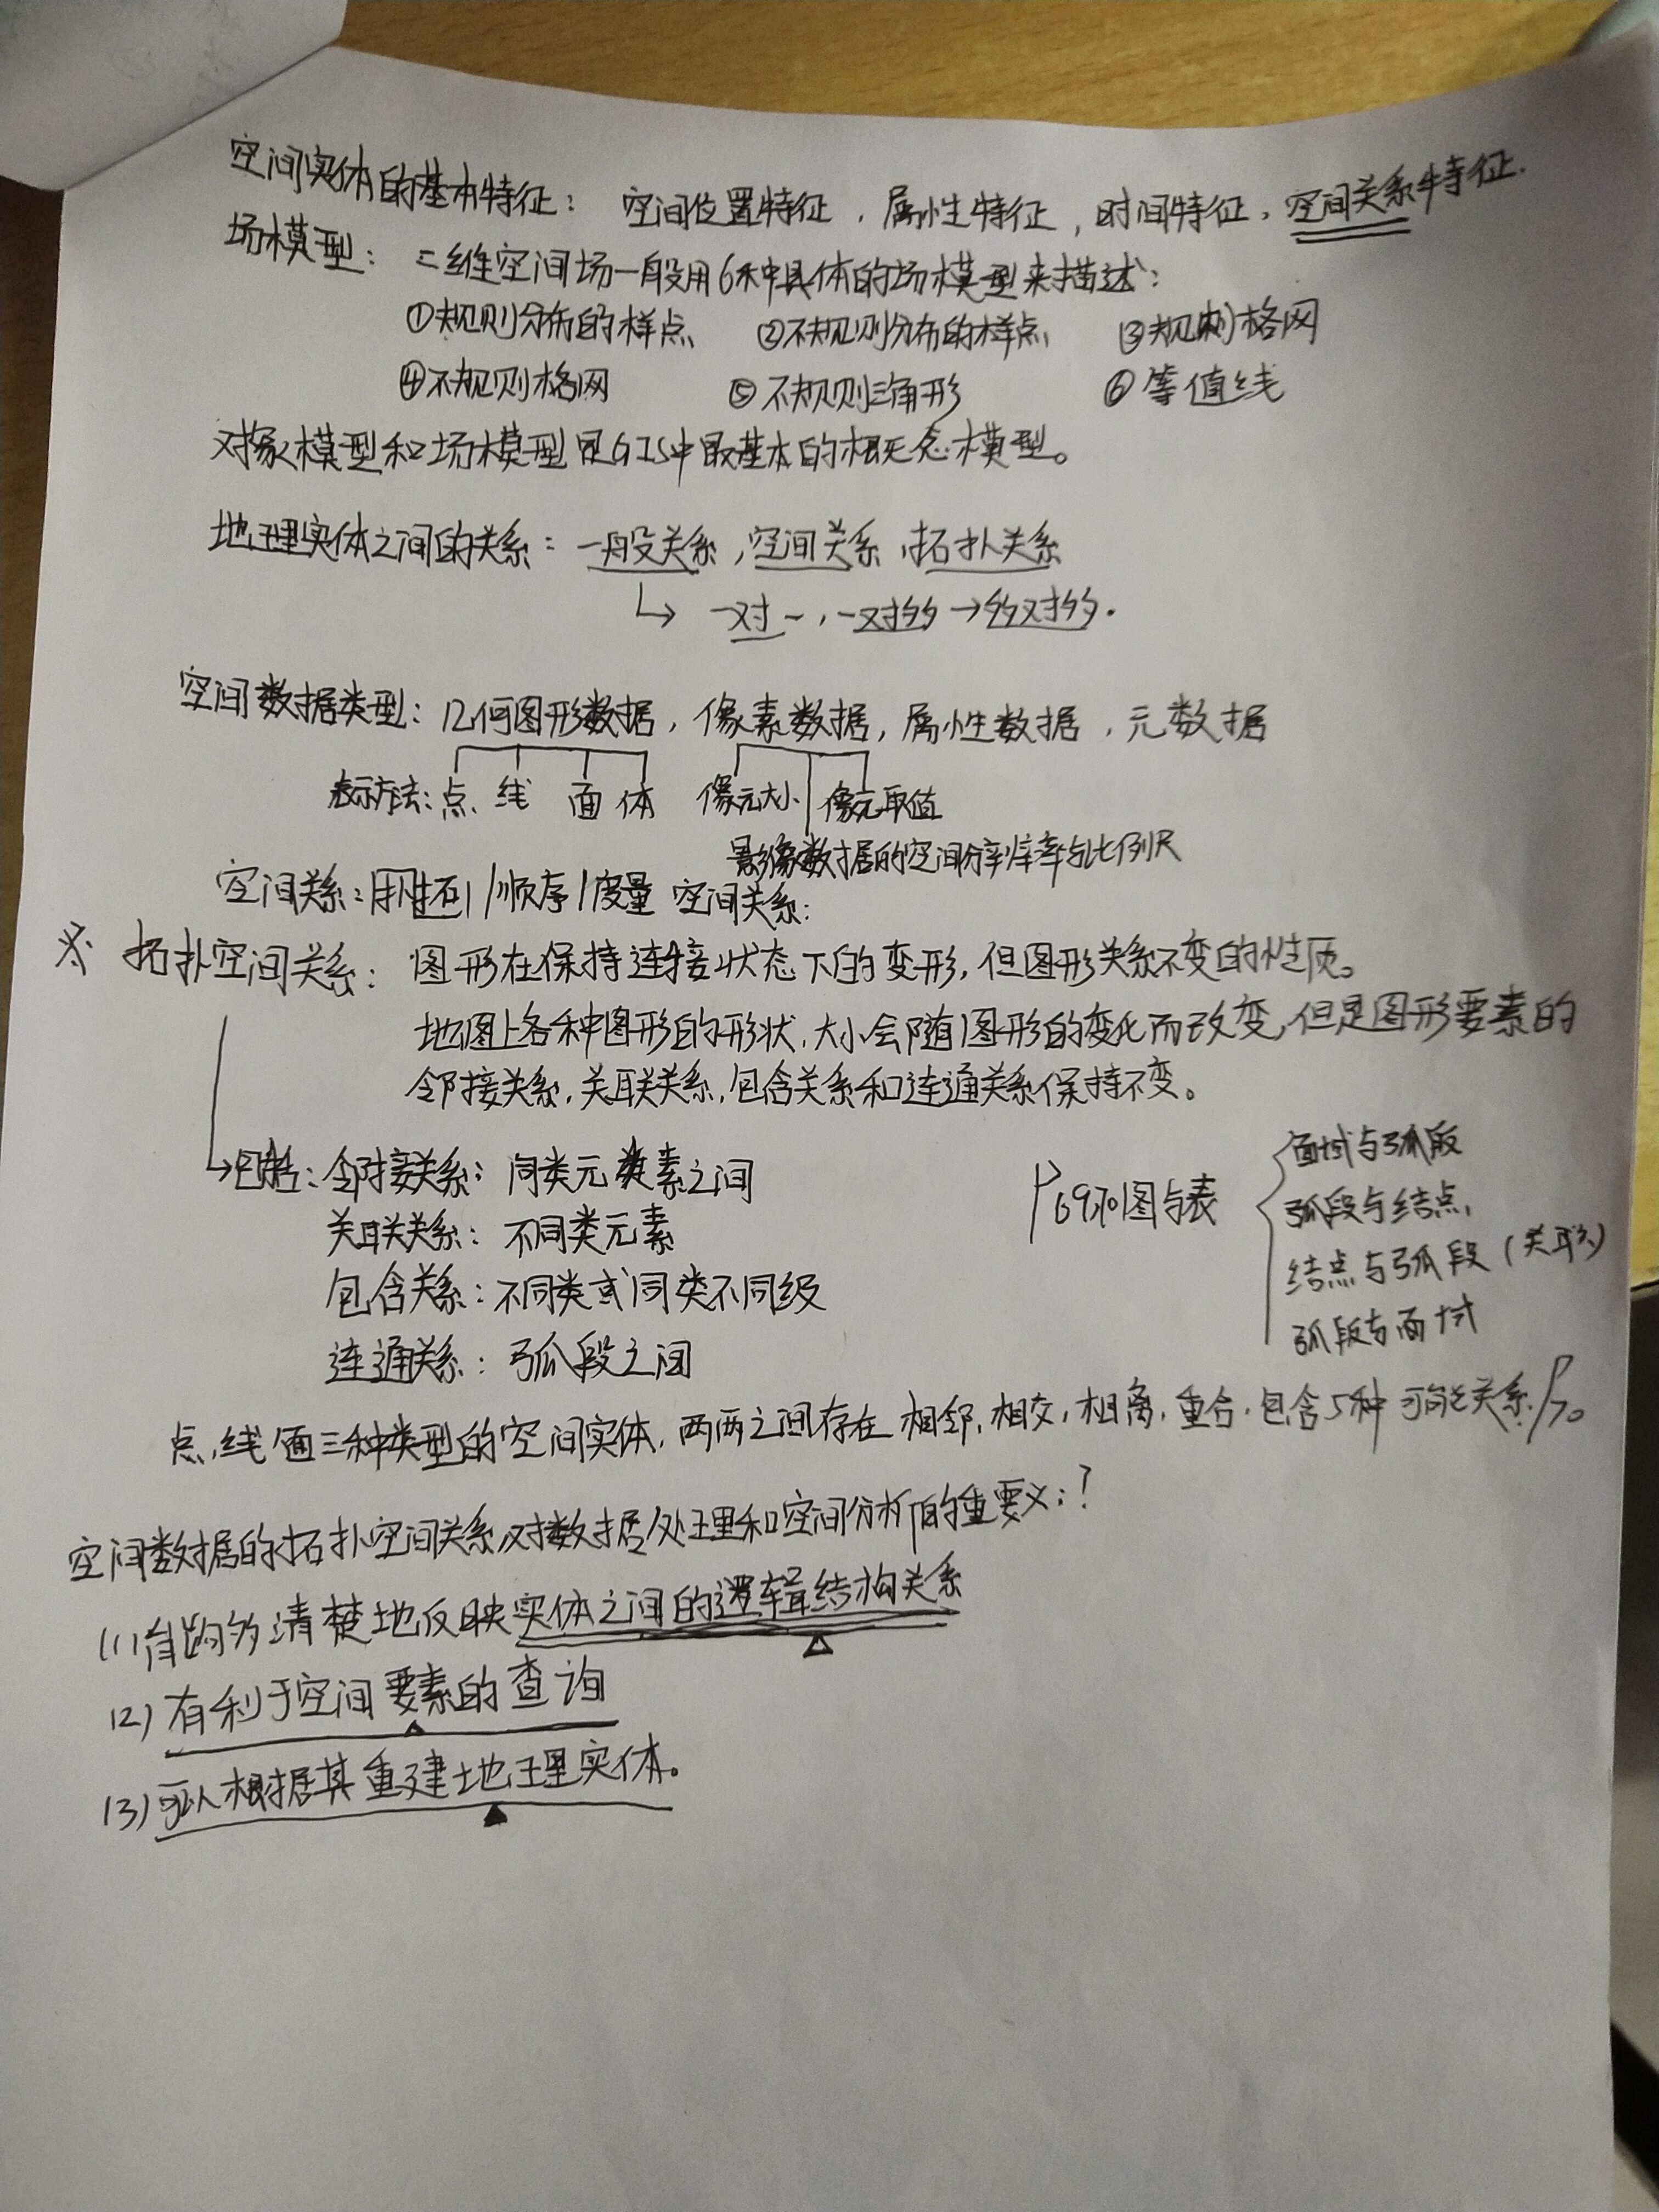 空间实体的基本特征：空间位置特征，属性特征，时间特征，空间关系特征.
场模型：二维空间场一般用6种具体的场模型来描述：
①规则分布的样点 ②不规则分布的样点 ③规则格网
④不规则格网 ⑤不规则三角形 ⑥等值线
对象模型和场模型是GIS中最基本的概念模型。
地理实体之间的关系：一般关系，空间关系，拓扑关系
↳ 一对一，一对多→多对多.
空间数据类型：几何图形数据，像素数据，属性数据，元数据
表示方法：点 线 面 体 像元大小 像元取值
影像数据的空间分辨率与比例尺
空间关系： /顺序/度量 空间关系：
※ 拓扑空间关系：图形在保持连接状态下的变形，但图形关系不变的性质。
地图上各种图形的形状，大小会随图形的变化而改变，但是图形要素的
邻接关系，关联关系，包含关系和连通关系保持不变。
↳包括：邻接关系：同类元素之间
关联关系：不同类元素
包含关系：不同类或同类不同级
连通关系：弧段之间
P69,70图与表
面域与弧段
弧段与结点
结点与弧段（关联）
弧段与面域
点，线面三种类型的空间实体，两两之间存在相邻，相交，相离，重合，包含5种可能关系P70
空间数据的拓扑空间关系对数据处理和空间分析的重要义：？
(1)能够清楚地反映实体之间的逻辑结构关系
(2)有利于空间要素的查询
(3)可以根据其重建地理实体。